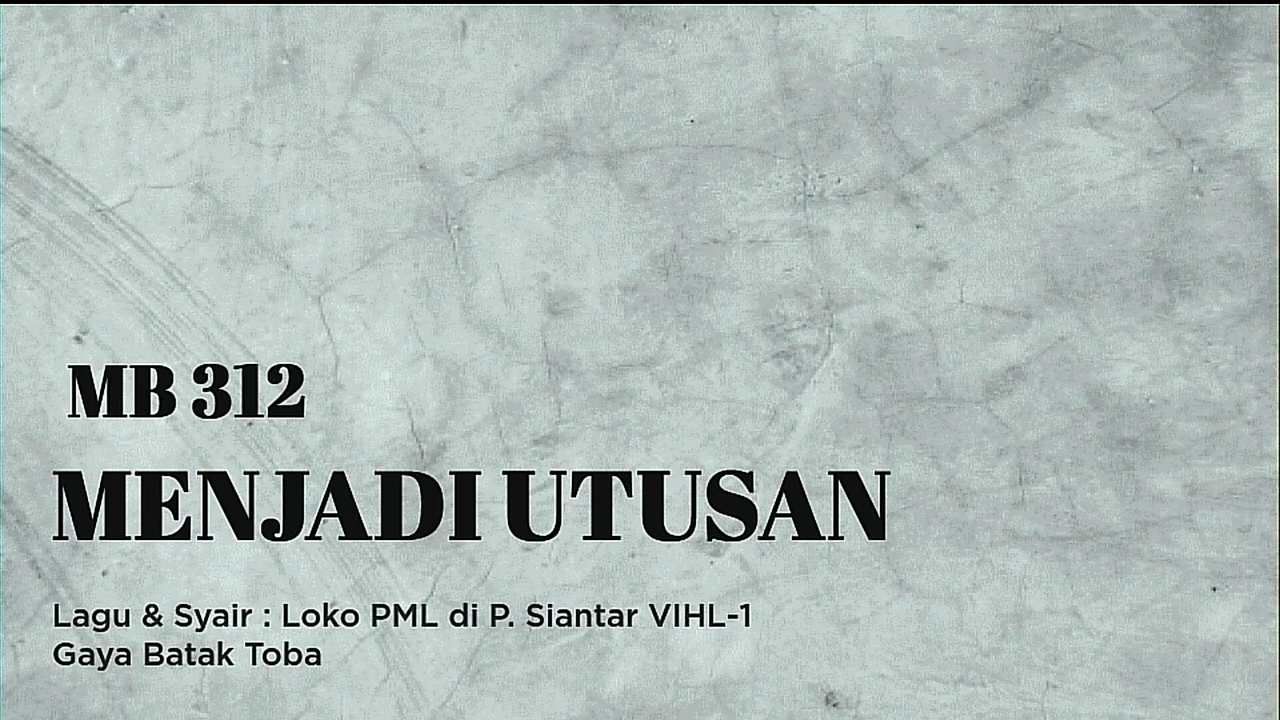 MB 312
MENJADI UTUSAN
Lagu & Syair : Loko PML di P. Siantar VIHL-1
Gaya Batak Toba